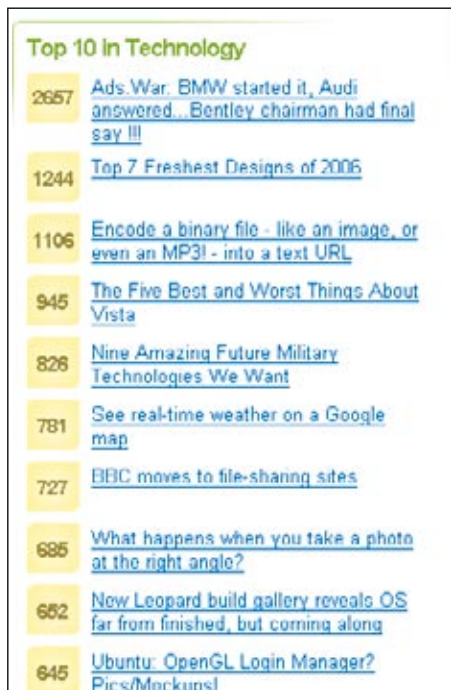 Top 10 in Technology
2657
Ads.War: BMW started it, Audi
answered...Bentley chairman had final
say !!!
1244
Top 7 Freshest Designs of 2006
1106
Encode a binary file - like an image, or
even an MP3! - into a text URL
945
The Five Best and Worst Things About
Vista
826
Nine Amazing Future Military
Technologies We Want
781
See real-time weather on a Google
map
727
BBC moves to file-sharing sites
685
What happens when you take a photo
at the right angle?
652
New Leopard build gallery reveals OS
far from finished, but coming along
645
Ubuntu: OpenGL Login Manager?
Pics/Mockups!